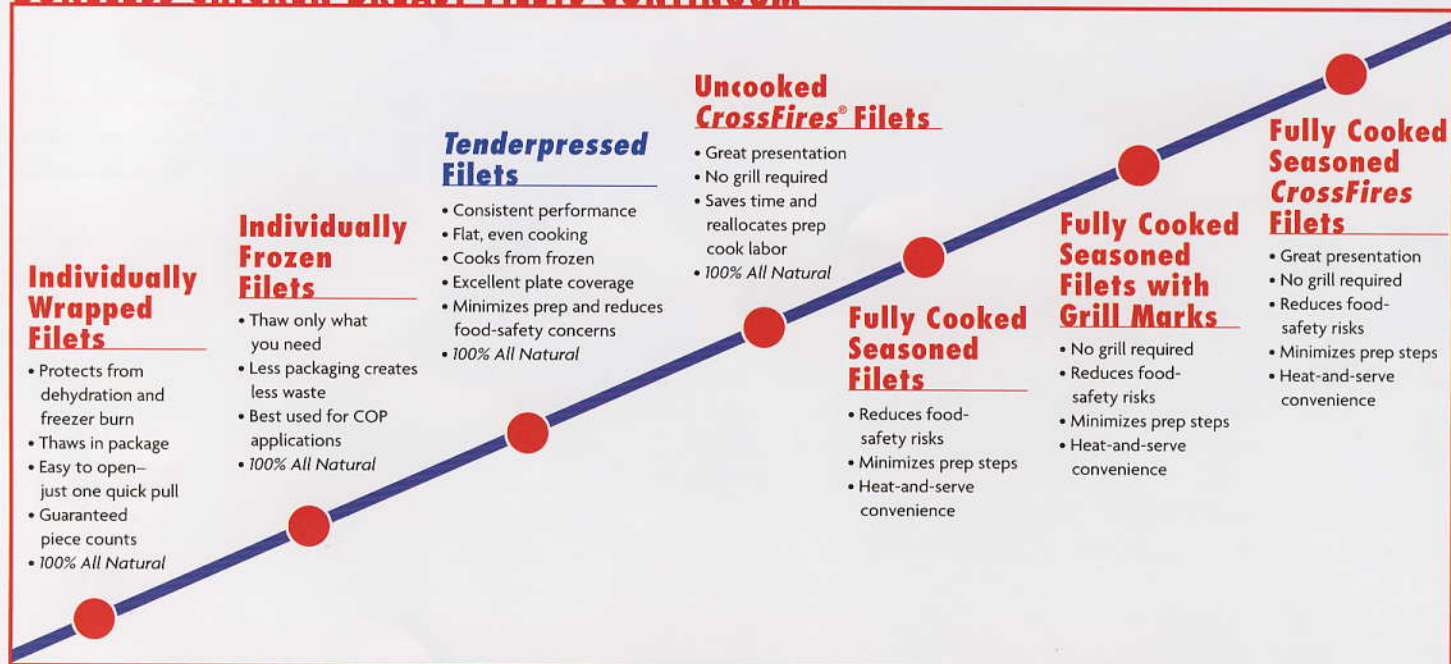 Individually
Wrapped
Filets
• Protects from
dehydration and
freezer burn
• Thaws in package
• Easy to open–
just one quick pull
• Guaranteed
piece counts
• 100% All Natural
Individually
Frozen
Filets
• Thaw only what
you need
• Less packaging creates
less waste
• Best used for COP
applications
• 100% All Natural
Tenderpressed
Filets
• Consistent performance
• Flat, even cooking
• Cooks from frozen
• Excellent plate coverage
• Minimizes prep and reduces
food-safety concerns
• 100% All Natural
Uncooked
CrossFires® Filets
• Great presentation
• No grill required
• Saves time and
reallocates prep
cook labor
• 100% All Natural
Fully Cooked
Seasoned
Filets
• Reduces food-
safety risks
• Minimizes prep steps
• Heat-and-serve
convenience
Fully Cooked
Seasoned
Filets with
Grill Marks
• No grill required
• Reduces food-
safety risks
• Minimizes prep steps
• Heat-and-serve
convenience
Fully Cooked
Seasoned
CrossFires
Filets
• Great presentation
• No grill required
• Reduces food-
safety risks
• Minimizes prep steps
• Heat-and-serve
convenience